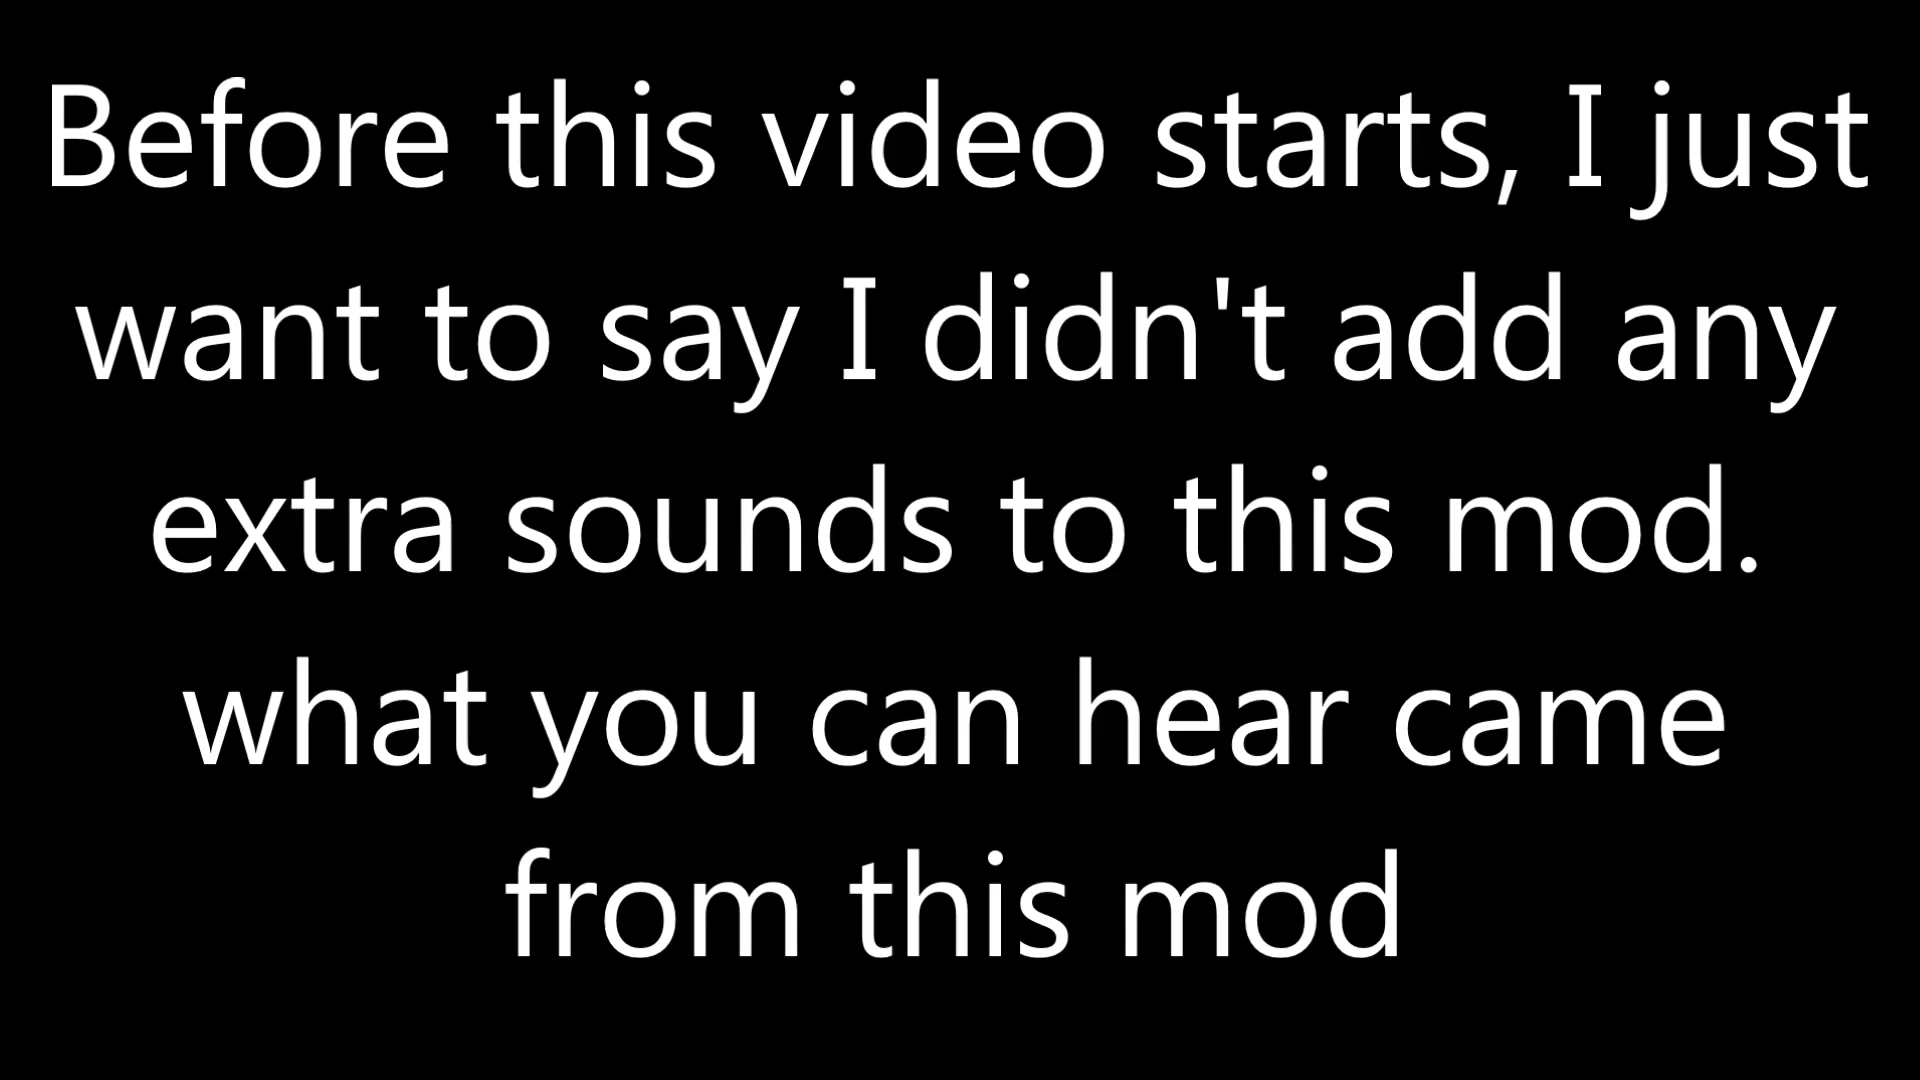 Before this video starts, I just
want to say I didn't add any
extra sounds to this mod.
what you can hear came
from this mod